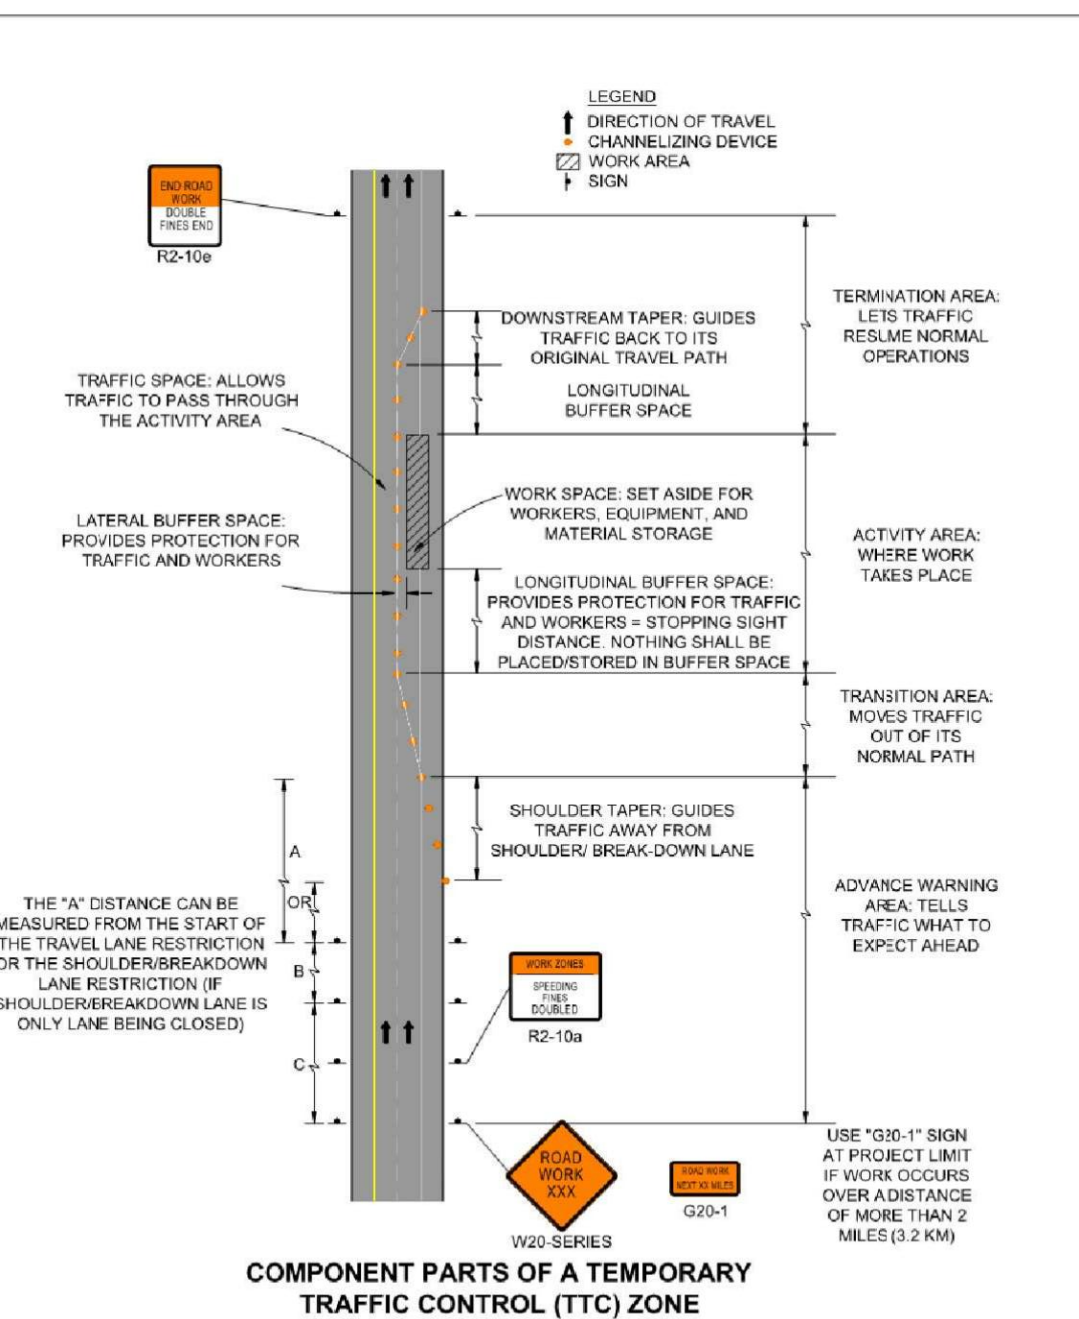 LEGEND
DIRECTION OF TRAVEL
CHANNELIZING DEVICE
WORK AREA
SIGN
END ROAD
WORK
DOUBLE
FINES END
R2-10e
TERMINATION AREA:
LETS TRAFFIC
RESUME NORMAL
OPERATIONS
DOWNSTREAM TAPER: GUIDES
TRAFFIC BACK TO ITS
ORIGINAL TRAVEL PATH
LONGITUDINAL
BUFFER SPACE
TRAFFIC SPACE: ALLOWS
TRAFFIC TO PASS THROUGH
THE ACTIVITY AREA
WORK SPACE: SET ASIDE FOR
WORKERS, EQUIPMENT, AND
MATERIAL STORAGE
LATERAL BUFFER SPACE:
PROVIDES PROTECTION FOR
TRAFFIC AND WORKERS
ACTIVITY AREA:
WHERE WORK
TAKES PLACE
LONGITUDINAL BUFFER SPACE:
PROVIDES PROTECTION FOR TRAFFIC
AND WORKERS = STOPPING SIGHT
DISTANCE. NOTHING SHALL BE
PLACED/STORED IN BUFFER SPACE
TRANSITION AREA:
MOVES TRAFFIC
OUT OF ITS
NORMAL PATH
SHOULDER TAPER: GUIDES
TRAFFIC AWAY FROM
SHOULDER/ BREAK-DOWN LANE
A
OR
B
C
THE "A" DISTANCE CAN BE
MEASURED FROM THE START OF
THE TRAVEL LANE RESTRICTION
OR THE SHOULDER/BREAKDOWN
LANE RESTRICTION (IF
SHOULDER/BREAKDOWN LANE IS
ONLY LANE BEING CLOSED)
ADVANCE WARNING
AREA: TELLS
TRAFFIC WHAT TO
EXPECT AHEAD
WORK ZONES
SPEEDING
FINES
DOUBLED
R2-10a
ROAD
WORK
XXX
W20-SERIES
ROAD WORK
NEXT XX MILES
G20-1
USE "G20-1" SIGN
AT PROJECT LIMIT
IF WORK OCCURS
OVER A DISTANCE
OF MORE THAN 2
MILES (3.2 KM)
COMPONENT PARTS OF A TEMPORARY
TRAFFIC CONTROL (TTC) ZONE